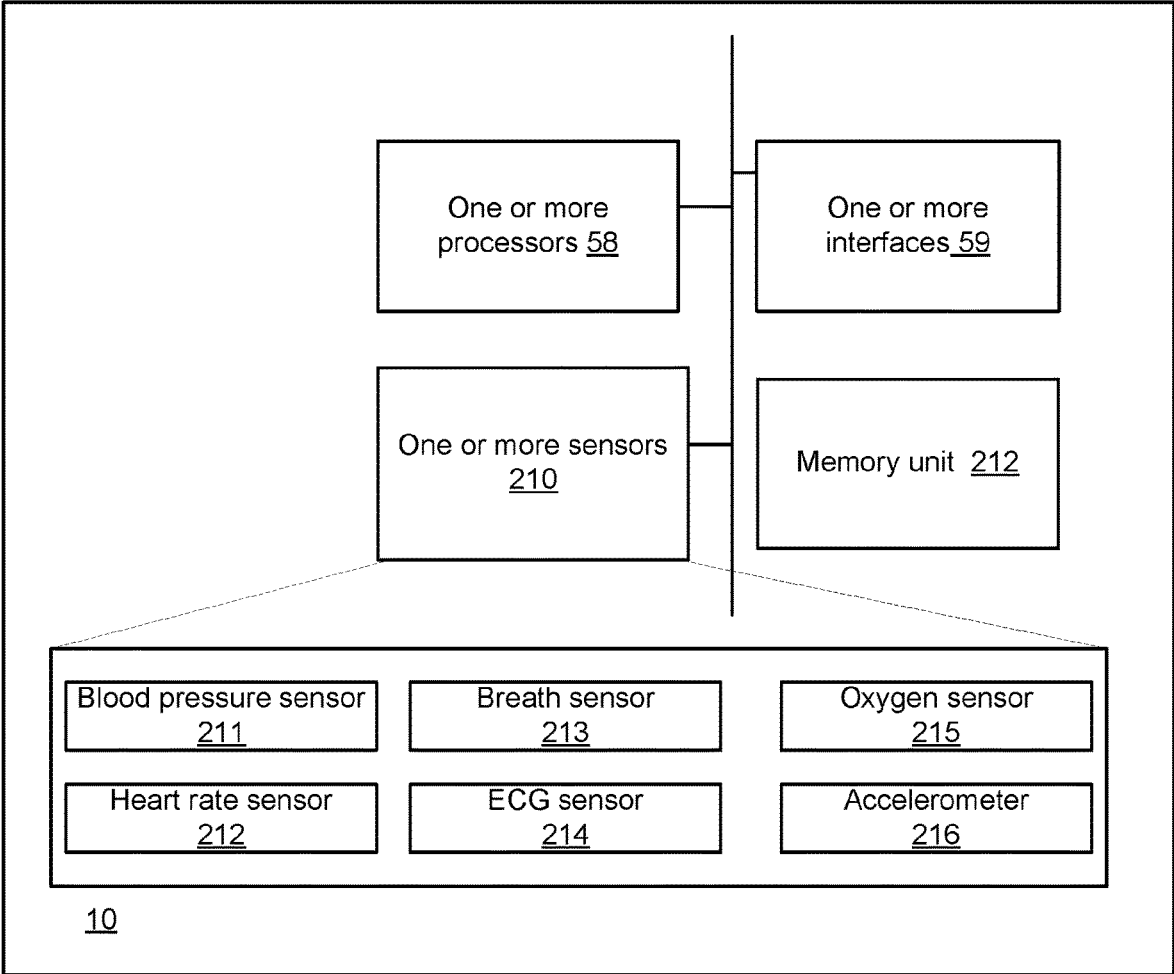 One or more
processors 58
One or more
interfaces 59
One or more sensors
210
Memory unit 212
Blood pressure sensor
211
Breath sensor
213
Oxygen sensor
215
Heart rate sensor
212
ECG sensor
214
Accelerometer
216
10